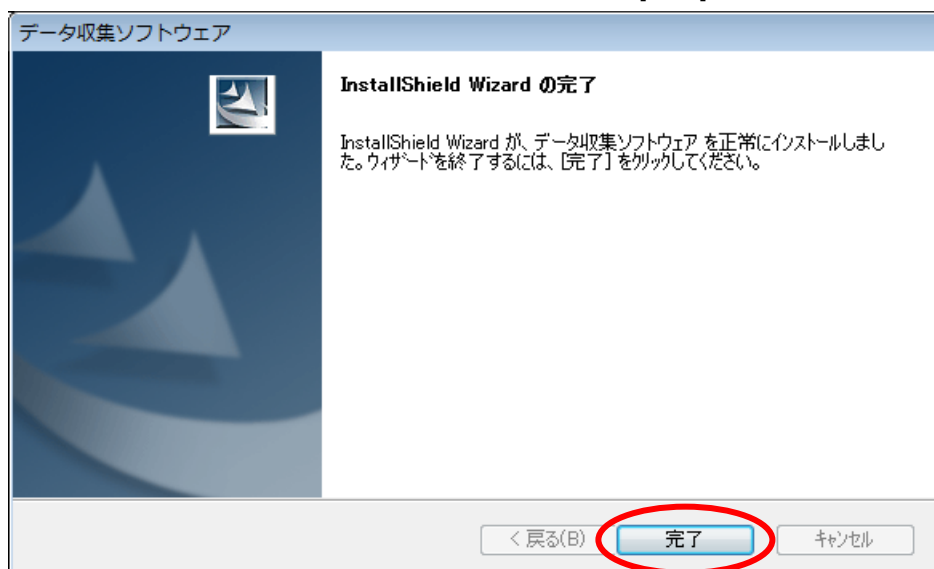 データ収集ソフトウェア
InstallShield Wizard の完了
InstallShield Wizard が、データ収集ソフトウェア を正常にインストールしまし
た。ウィザードを終了するには、[完了] をクリックしてください。
< 戻る(B)
完了
キャンセル